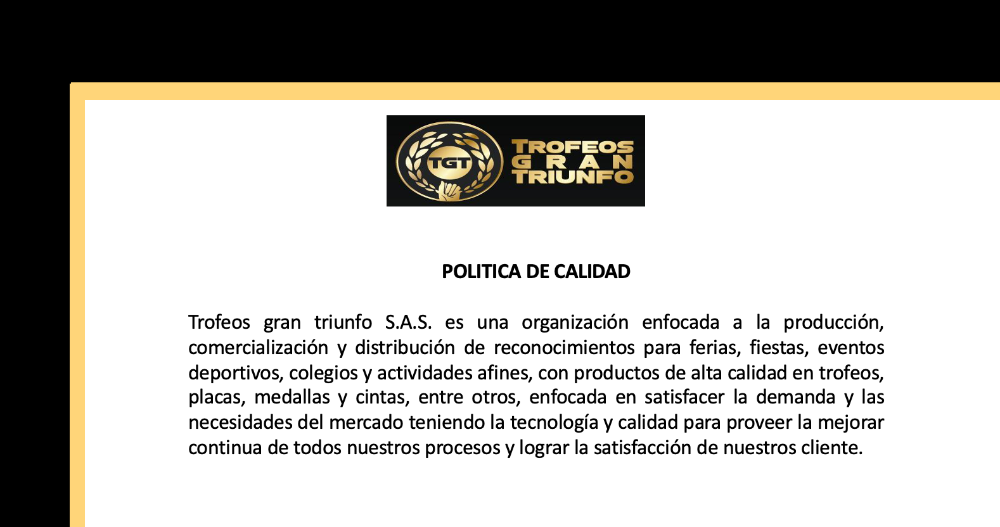 TGT
TROFEOS
GRAN
TRIUNFO
POLITICA DE CALIDAD
Trofeos gran triunfo S.A.S. es una organización enfocada a la producción,
comercialización y distribución de reconocimientos para ferias, fiestas, eventos
deportivos, colegios y actividades afines, con productos de alta calidad en trofeos,
placas, medallas y cintas, entre otros, enfocada en satisfacer la demanda y las
necesidades del mercado teniendo la tecnología y calidad para proveer la mejorar
continua de todos nuestros procesos y lograr la satisfacción de nuestros cliente.